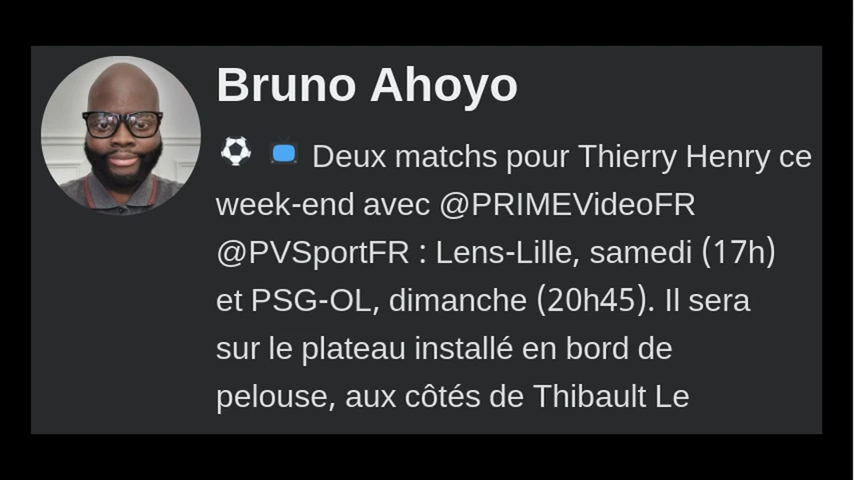 Bruno Ahoyo
⚽ 📺 Deux matchs pour Thierry Henry ce
week-end avec @PRIMEVideoFR
@PVSportFR : Lens-Lille, samedi (17h)
et PSG-OL, dimanche (20h45). Il sera
sur le plateau installé en bord de
pelouse, aux côtés de Thibault Le